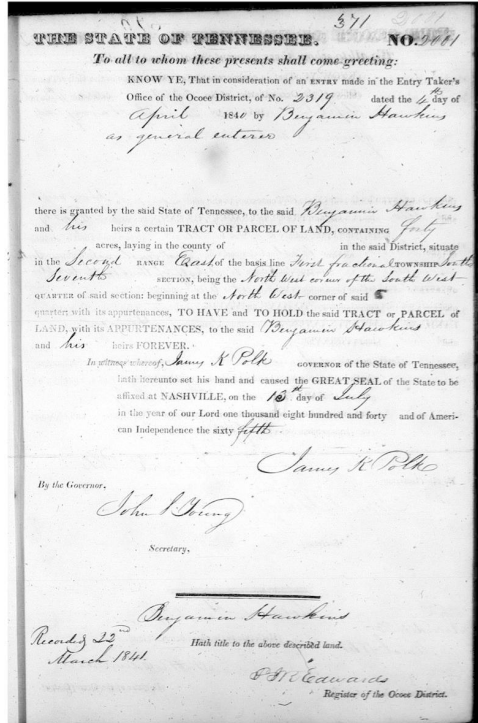 371
THE STATE OF TENNESSEE. NO. 3001
To all to whom these presents shall come greeting:
KNOW YE, That in consideration of an ENTRY made in the Entry Taker's
Office of the Ocoee District, of No. 2319 dated the 4th day of
April 1840 by Benjamin Hawkins
as general enterer
there is granted by the said State of Tennessee, to the said Benjamin Hawkins
and his heirs a certain TRACT OR PARCEL OF LAND, CONTAINING forty
acres, laying in the county of in the said District, situate
in the Second RANGE East of the basis line First fractional TOWNSHIP South
Seventh SECTION, being the North West corner of the South West
QUARTER of said section: beginning at the North West corner of said
quarter: with its appurtenances, TO HAVE and TO HOLD the said TRACT or PARCEL of
LAND, with its APPURTENANCES, to the said Benjamin Hawkins
and his heirs FOREVER.
In witness whereof, James K Polk GOVERNOR of the State of Tennessee,
hath hereunto set his hand and caused the GREAT SEAL of the State to be
affixed at NASHVILLE, on the 13th day of July
in the year of our Lord one thousand eight hundred and forty and of Ameri-
can Independence the sixty fifth.
James K Polk
By the Governor,
John S Young
Secretary.
Benjamin Hawkins
Recorded 22nd Hath title to the above described land.
March 1841.
Edwards
Register of the Ocoee District.